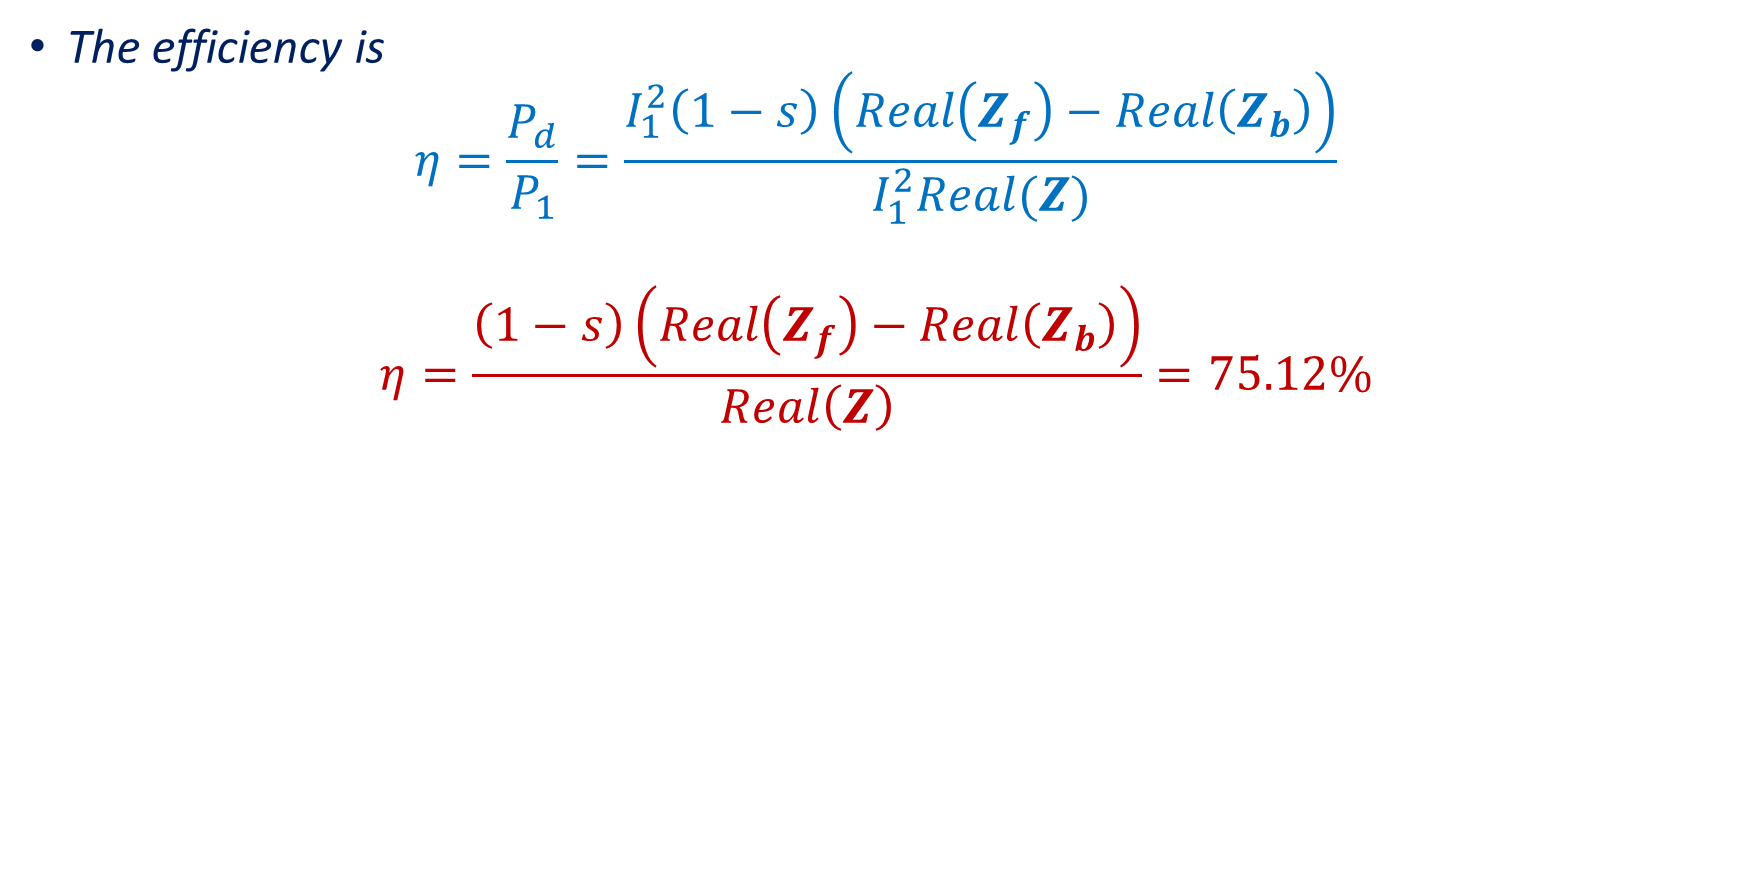 • The efficiency is
η = P_d / P_1 = I_1^2(1 − s)(Real(Z_f) − Real(Z_b)) / I_1^2 Real(Z)
η = (1 − s)(Real(Z_f) − Real(Z_b)) / Real(Z) = 75.12%